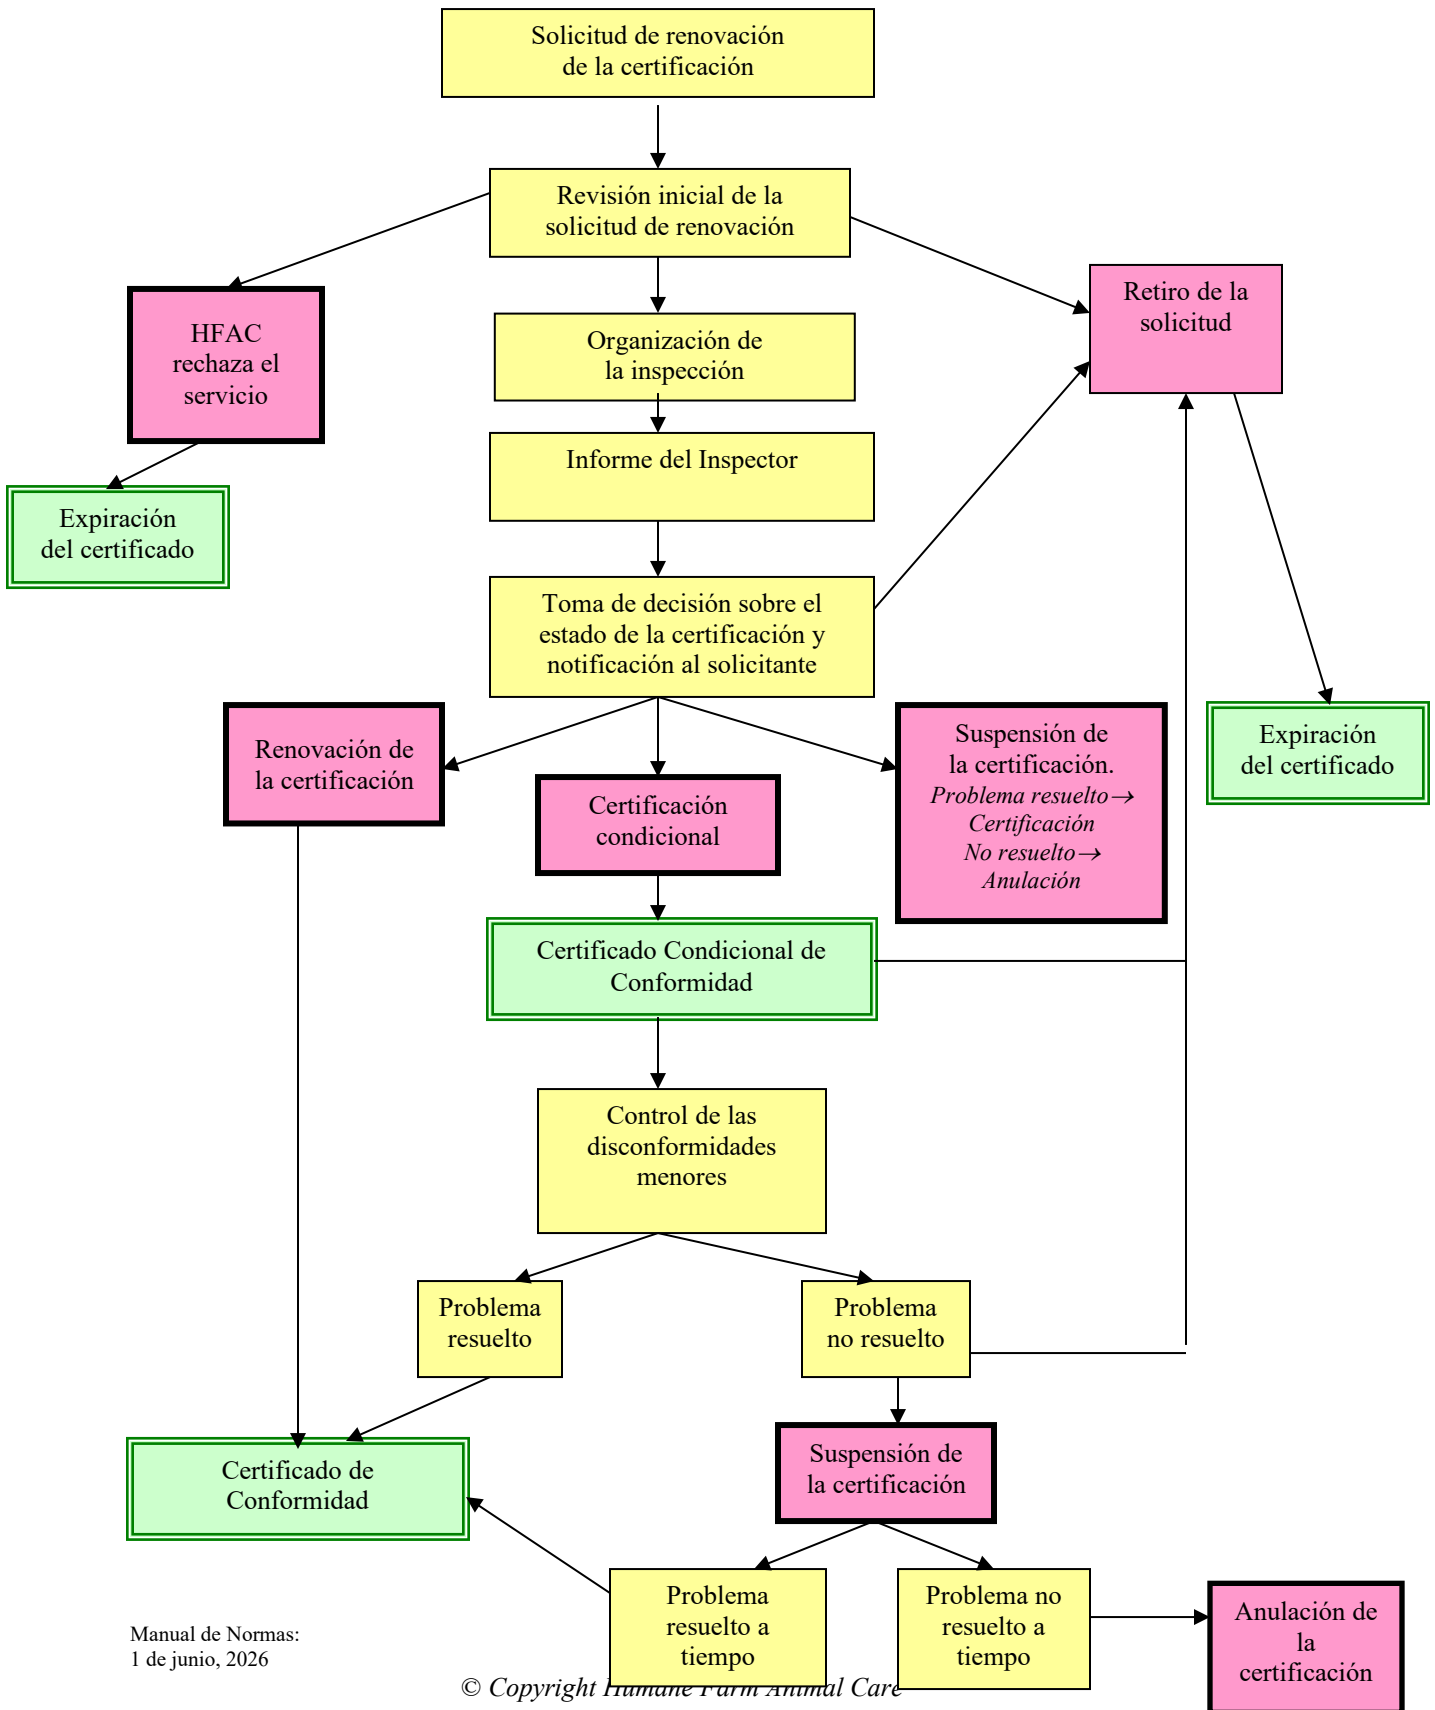 Solicitud de renovación
de la certificación
Revisión inicial de la
solicitud de renovación
Retiro de la
solicitud
HFAC
rechaza el
servicio
Organización de
la inspección
Informe del Inspector
Expiración
del certificado
Toma de decisión sobre el
estado de la certificación y
notificación al solicitante
Renovación de
la certificación
Certificación
condicional
Suspensión de
la certificación.
Problema resuelto→
Certificación
No resuelto→
Anulación
Expiración
del certificado
Certificado Condicional de
Conformidad
Control de las
disconformidades
menores
Problema
resuelto
Problema
no resuelto
Certificado de
Conformidad
Suspensión de
la certificación
Problema
resuelto a
tiempo
Problema no
resuelto a
tiempo
Anulación de
la
certificación
Manual de Normas:
1 de junio, 2026
© Copyright Humane Farm Animal Care